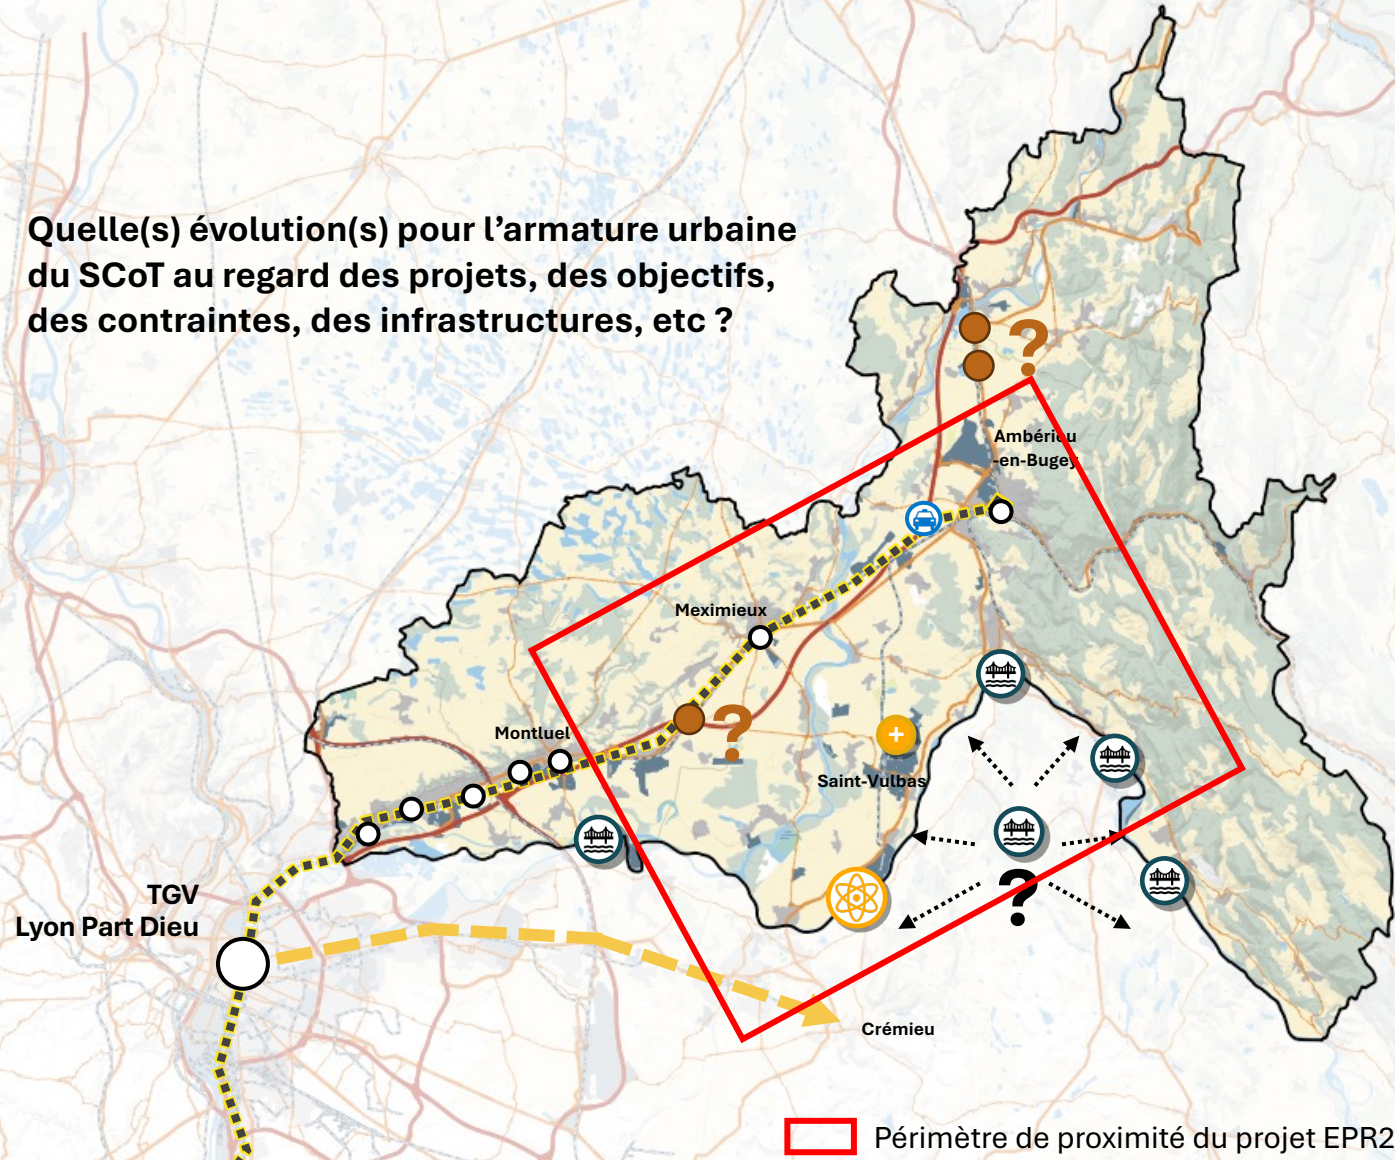 Quelle(s) évolution(s) pour l'armature urbaine
du SCoT au regard des projets, des objectifs,
des contraintes, des infrastructures, etc ?
?
Ambérieu
-en-Bugey
Meximieux
?
Montluel
+
Saint-Vulbas
?
TGV
Lyon Part Dieu
Crémieu
Périmètre de proximité du projet EPR2